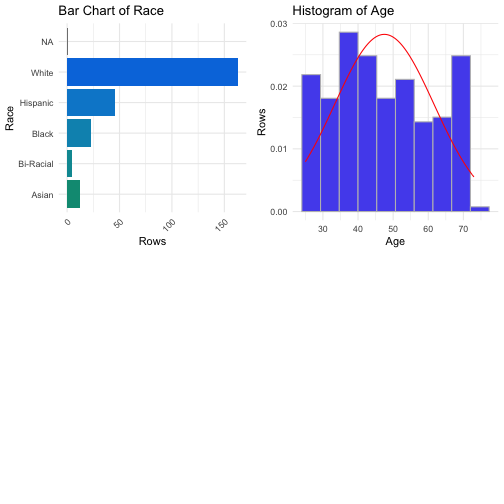 Bar Chart of Race
Race
NA
White
Hispanic
Black
Bi-Racial
Asian
0 50 100 150
Rows
Histogram of Age
Rows
0.03
0.02
0.01
0.00
30 40 50 60 70
Age